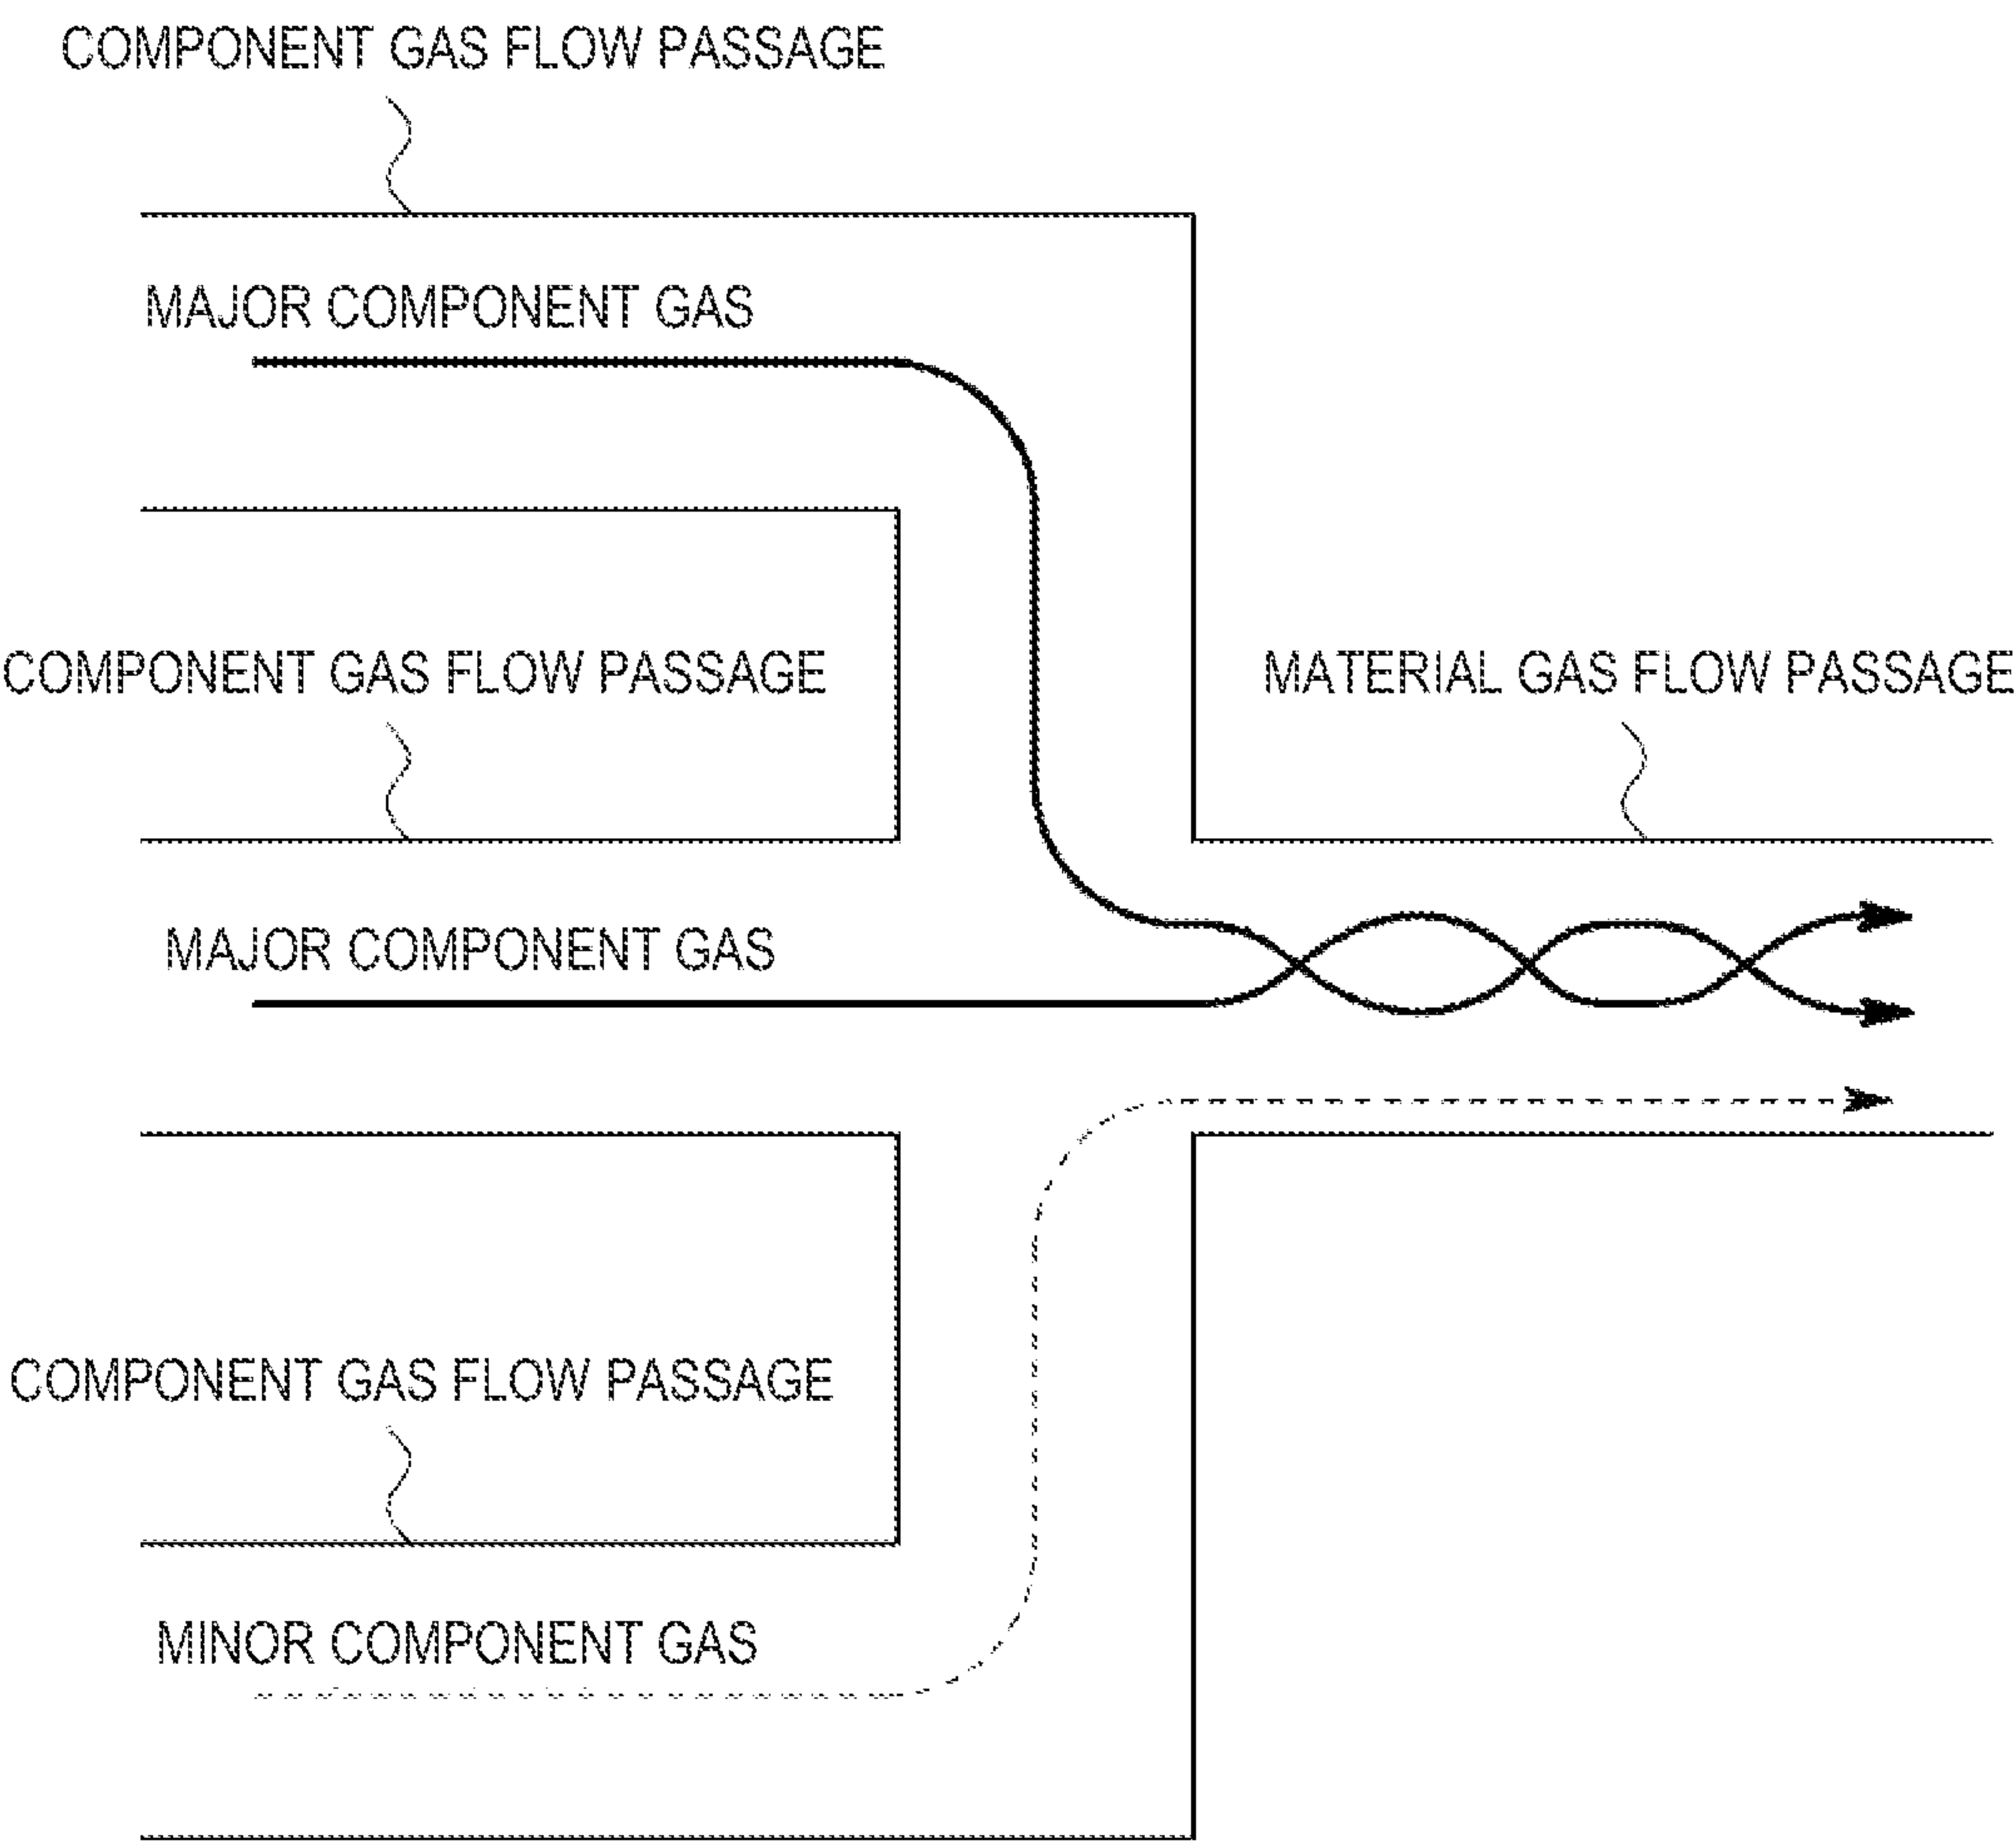 COMPONENT GAS FLOW PASSAGE
MAJOR COMPONENT GAS
COMPONENT GAS FLOW PASSAGE
MATERIAL GAS FLOW PASSAGE
MAJOR COMPONENT GAS
COMPONENT GAS FLOW PASSAGE
MINOR COMPONENT GAS